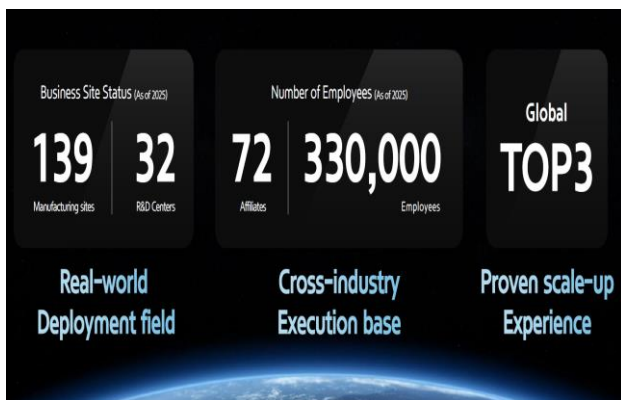 Business Site Status (As of 2025)
139
32
Manufacturing sites
R&D Centers
Real-world
Deployment field
Number of Employees (As of 2025)
72
330,000
Affiliates
Employees
Cross-industry
Execution base
Global
TOP3
Proven scale-up
Experience